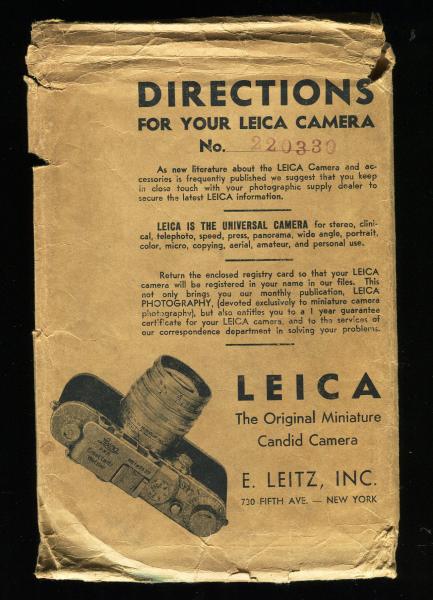 DIRECTIONS
FOR YOUR LEICA CAMERA
No. 220330
As new literature about the LEICA Camera and ac-
cessories is frequently published we suggest that you keep
in close touch with your photographic supply dealer to
secure the latest LEICA information.
LEICA IS THE UNIVERSAL CAMERA for stereo, clini-
cal, telephoto, speed, press, panorama, wide angle, portrait,
color, micro, copying, aerial, amateur, and personal use.
Return the enclosed registry card so that your LEICA
camera will be registered in your name in our files. This
not only brings you our monthly publication, LEICA
PHOTOGRAPHY, (devoted exclusively to miniature camera
photography), but also entitles you to a 1 year guarantee
certificate for your LEICA camera, and to the services of
our correspondence department in solving your problems.
LEICA
The Original Miniature
Candid Camera
E. LEITZ, INC.
730 FIFTH AVE. — NEW YORK